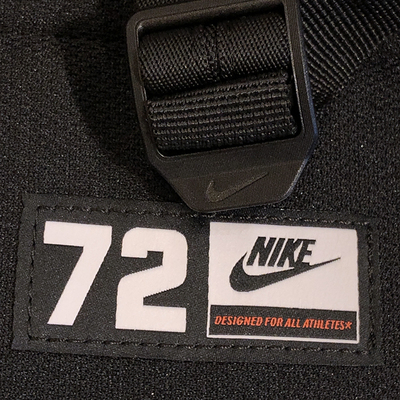 72
NIKE
DESIGNED FOR ALL ATHLETES*